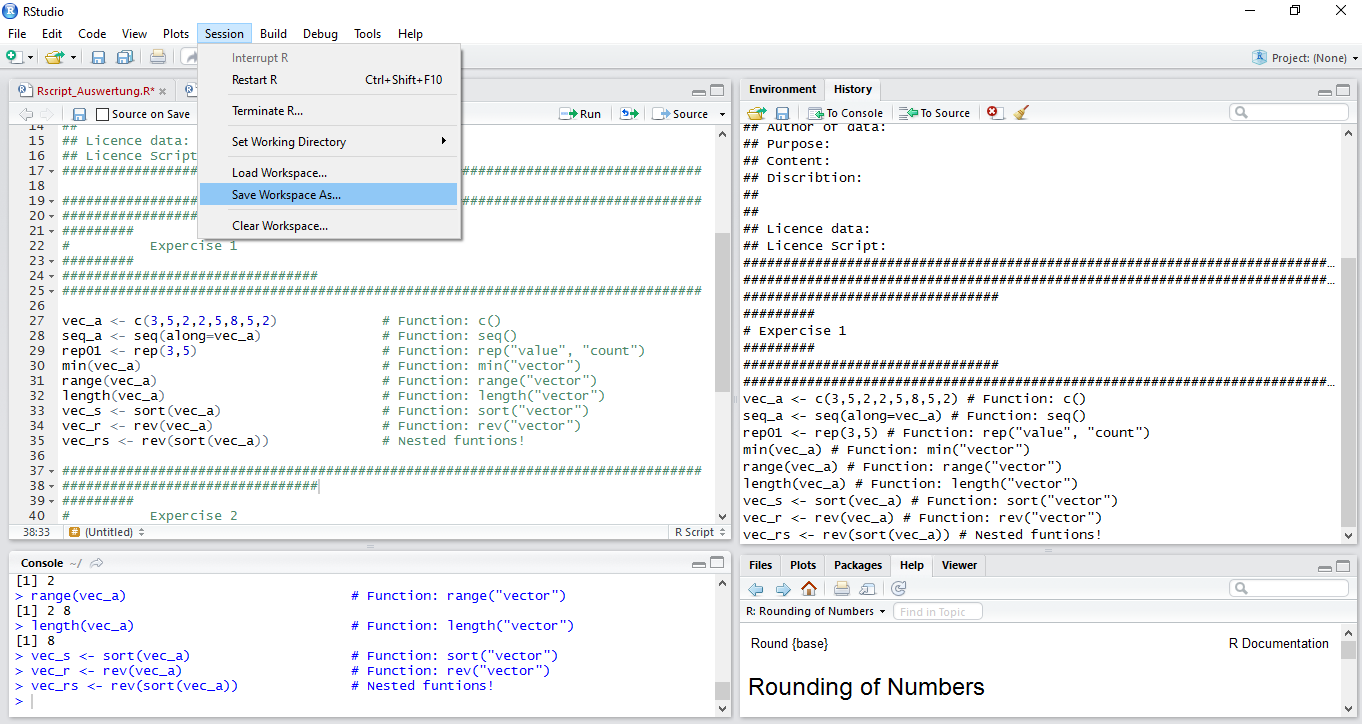 RStudio
File Edit Code View Plots Session Build Debug Tools Help
Project: (None)
Interrupt R
Restart R Ctrl+Shift+F10
Terminate R...
Set Working Directory
Load Workspace...
Save Workspace As...
Clear Workspace...
Rscript_Auswertung.R*
Source on Save Run Source
14 ##
15 ## Licence data:
16 ## Licence Script
17 ################################################################################
18
19 ################################################################################
20 ################################
21 #########
22 # Expercise 1
23 #########
24 ################################
25 ################################################################################
26
27 vec_a <- c(3,5,2,2,5,8,5,2) # Function: c()
28 seq_a <- seq(along=vec_a) # Function: seq()
29 rep01 <- rep(3,5) # Function: rep("value", "count")
30 min(vec_a) # Function: min("vector")
31 range(vec_a) # Function: range("vector")
32 length(vec_a) # Function: length("vector")
33 vec_s <- sort(vec_a) # Function: sort("vector")
34 vec_r <- rev(vec_a) # Function: rev("vector")
35 vec_rs <- rev(sort(vec_a)) # Nested funtions!
36
37 ################################################################################
38 ################################
39 #########
40 # Expercise 2
38:33 # (Untitled) R Script
Console ~/
[1] 2
> range(vec_a) # Function: range("vector")
[1] 2 8
> length(vec_a) # Function: length("vector")
[1] 8
> vec_s <- sort(vec_a) # Function: sort("vector")
> vec_r <- rev(vec_a) # Function: rev("vector")
> vec_rs <- rev(sort(vec_a)) # Nested funtions!
>
Environment History
To Console To Source
## Author of data:
## Purpose:
## Content:
## Discribtion:
##
##
## Licence data:
## Licence Script:
#########################################################################...
#########################################################################...
################################
#########
# Expercise 1
#########
################################
#########################################################################...
vec_a <- c(3,5,2,2,5,8,5,2) # Function: c()
seq_a <- seq(along=vec_a) # Function: seq()
rep01 <- rep(3,5) # Function: rep("value", "count")
min(vec_a) # Function: min("vector")
range(vec_a) # Function: range("vector")
length(vec_a) # Function: length("vector")
vec_s <- sort(vec_a) # Function: sort("vector")
vec_r <- rev(vec_a) # Function: rev("vector")
vec_rs <- rev(sort(vec_a)) # Nested funtions!
Files Plots Packages Help Viewer
R: Rounding of Numbers Find in Topic
Round {base} R Documentation
Rounding of Numbers